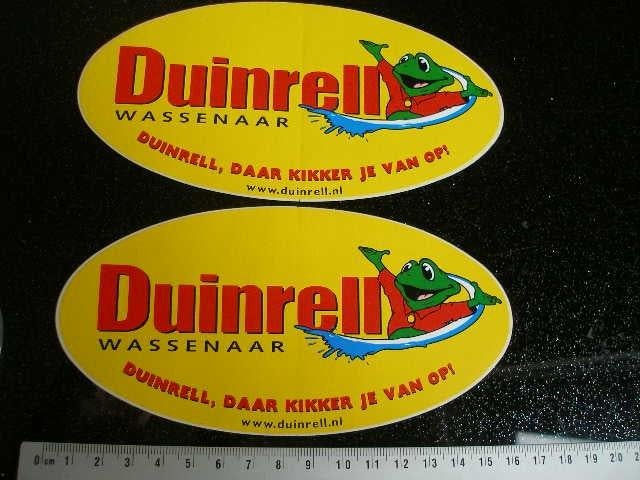 Duinrell
WASSENAAR
DUINRELL, DAAR KIKKER JE VAN OP!
www.duinrell.nl
Duinrell
WASSENAAR
DUINRELL, DAAR KIKKER JE VAN OP!
www.duinrell.nl
0 cm 1 2 3 4 5 6 7 8 9 10 11 12 13 14 15 16 17 18 19 20